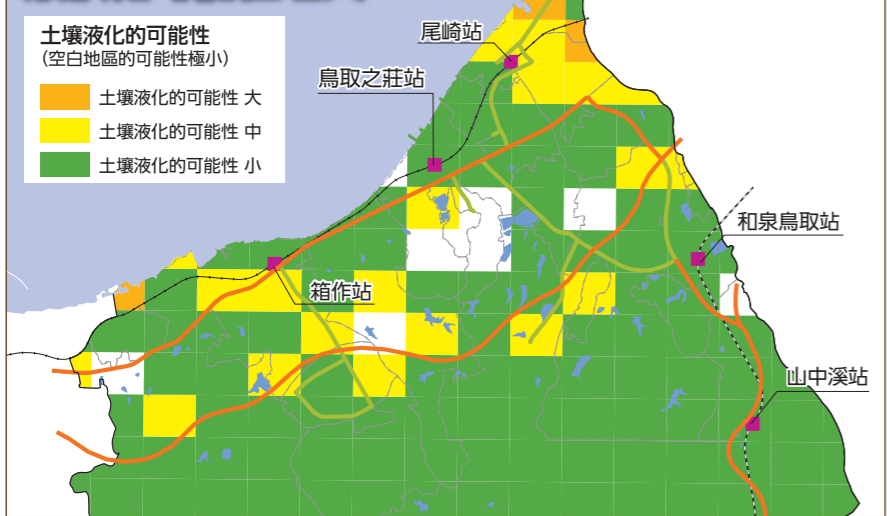 土壤液化的可能性
(空白地區的可能性極小)
土壤液化的可能性 大
土壤液化的可能性 中
土壤液化的可能性 小
尾崎站
鳥取之莊站
和泉鳥取站
箱作站
山中溪站